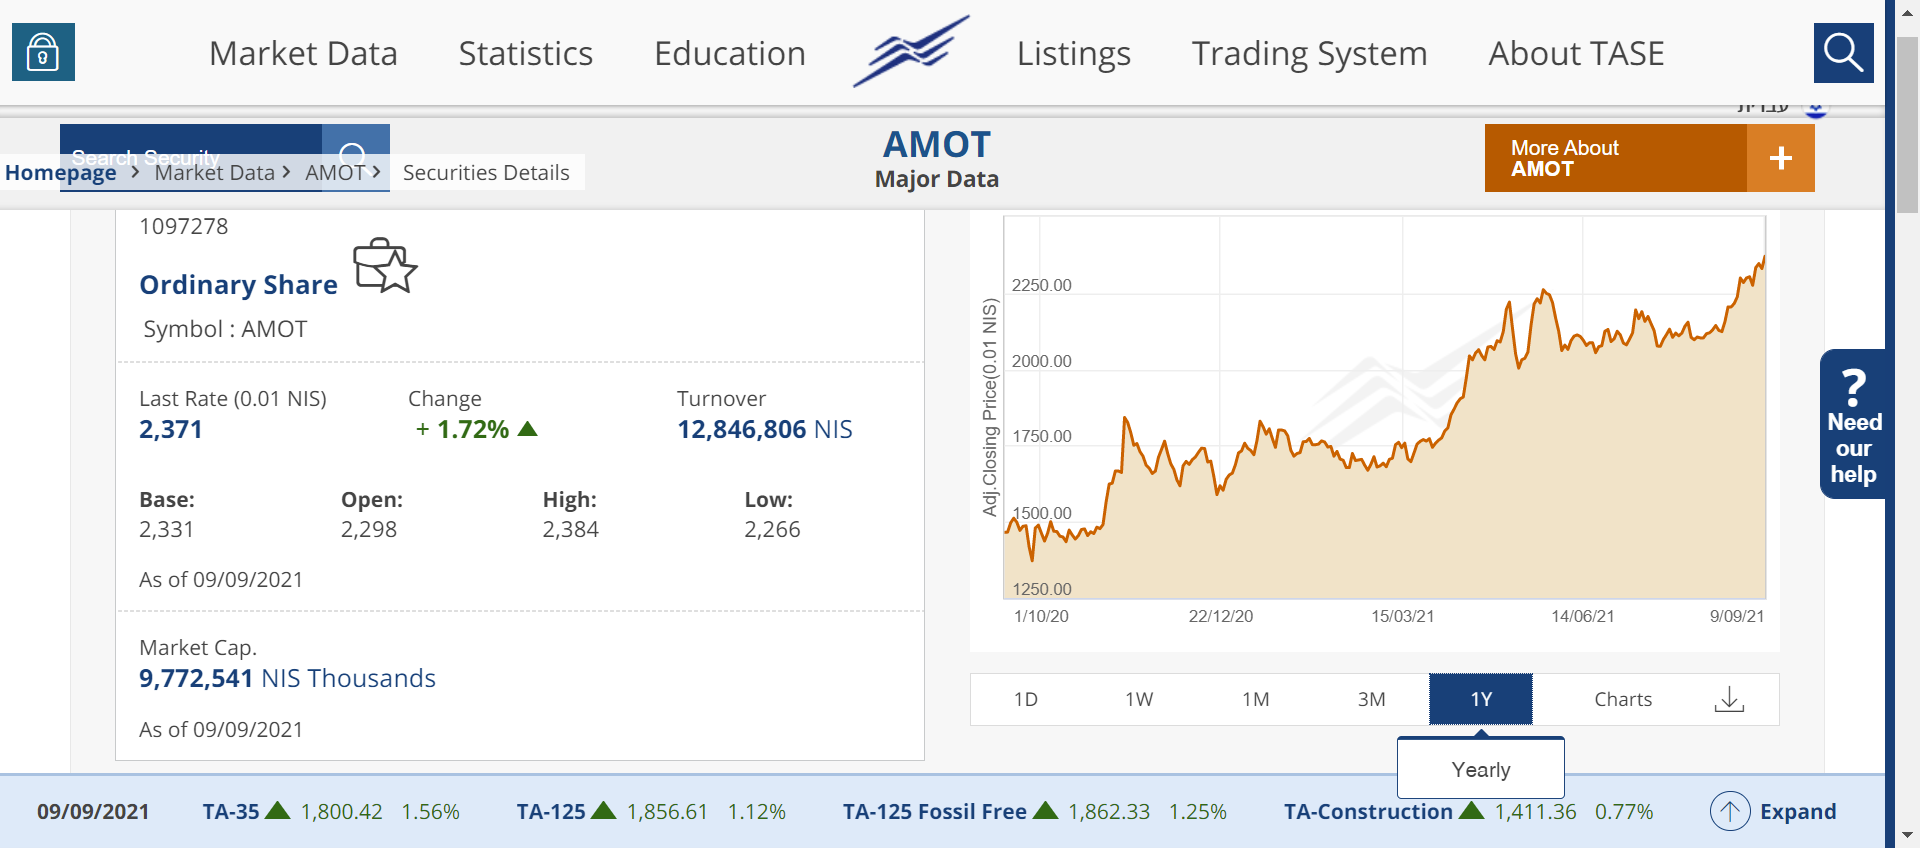 Market Data
Statistics
Education
Listings
Trading System
About TASE
עברית
Search Security
Homepage > Market Data > AMOT > Securities Details
AMOT
Major Data
More About
AMOT
+
1097278
Ordinary Share
Symbol : AMOT
Last Rate (0.01 NIS)
Change
Turnover
2,371
+ 1.72%
12,846,806 NIS
Base:
Open:
High:
Low:
2,331
2,298
2,384
2,266
As of 09/09/2021
Market Cap.
9,772,541 NIS Thousands
As of 09/09/2021
Adj.Closing Price(0.01 NIS)
2250.00
2000.00
1750.00
1500.00
1250.00
1/10/20
22/12/20
15/03/21
14/06/21
9/09/21
1D
1W
1M
3M
1Y
Charts
Yearly
?
Need
our
help
09/09/2021
TA-35 1,800.42 1.56%
TA-125 1,856.61 1.12%
TA-125 Fossil Free 1,862.33 1.25%
TA-Construction 1,411.36 0.77%
Expand